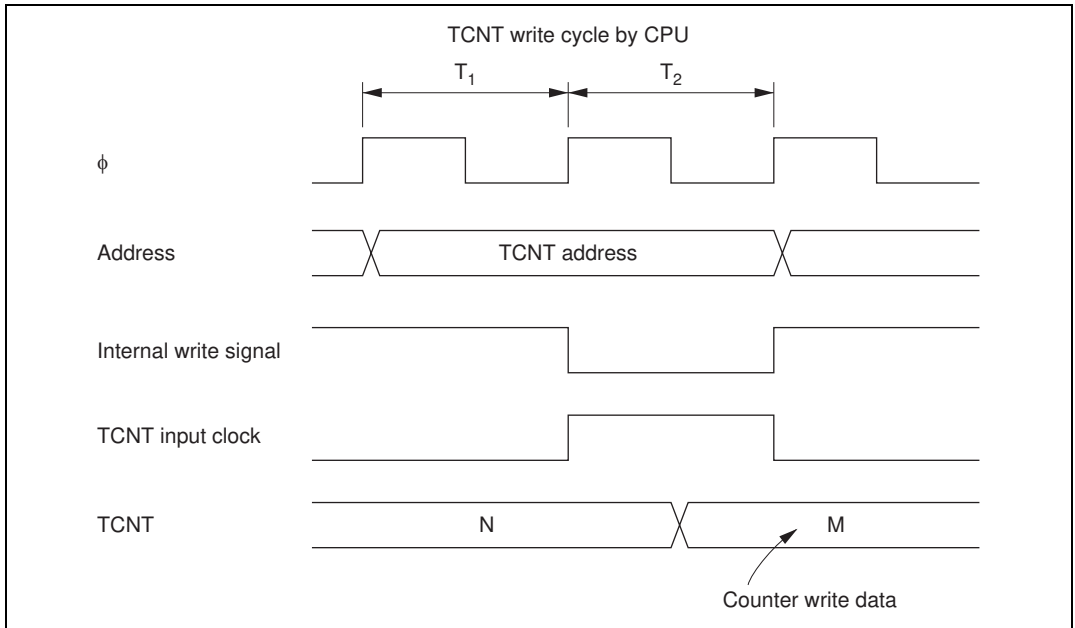 TCNT write cycle by CPU
T1 T2
φ
Address
TCNT address
Internal write signal
TCNT input clock
TCNT
N M
Counter write data